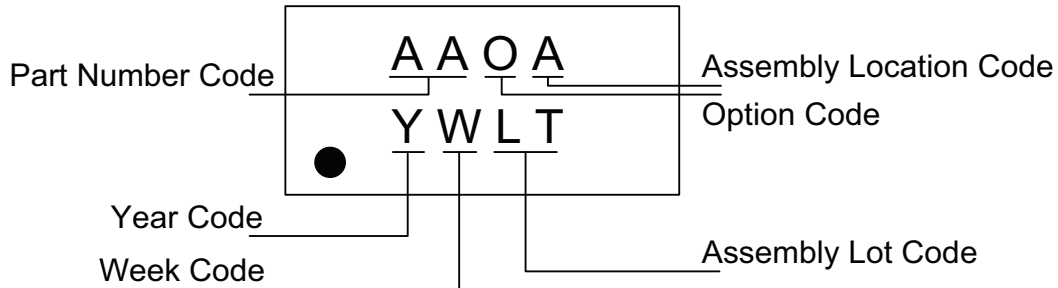 A A O A
Part Number Code
Assembly Location Code
Option Code
Y W L T
Year Code
Assembly Lot Code
Week Code